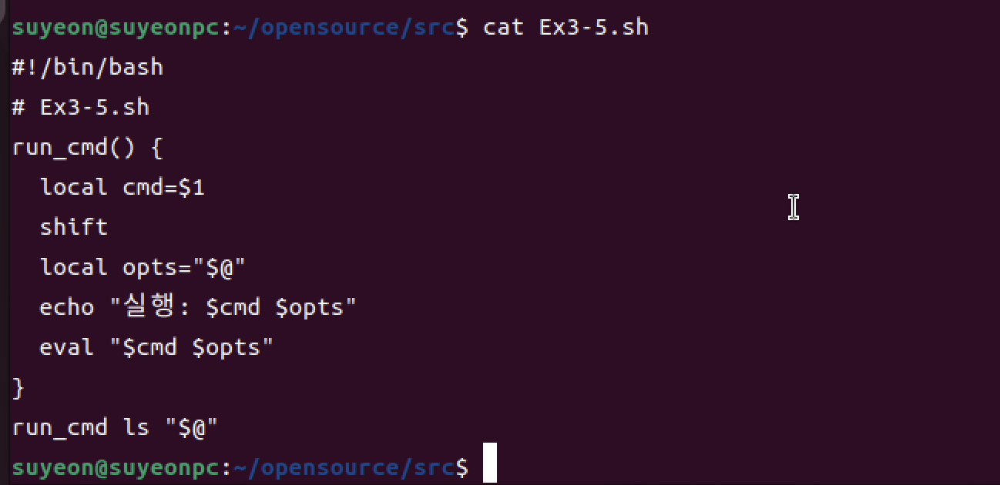 suyeon@suyeonpc:~/opensource/src$ cat Ex3-5.sh
#!/bin/bash
# Ex3-5.sh
run_cmd() {
  local cmd=$1
  shift
  local opts="$@"
  echo "실행: $cmd $opts"
  eval "$cmd $opts"
}
run_cmd ls "$@"
suyeon@suyeonpc:~/opensource/src$